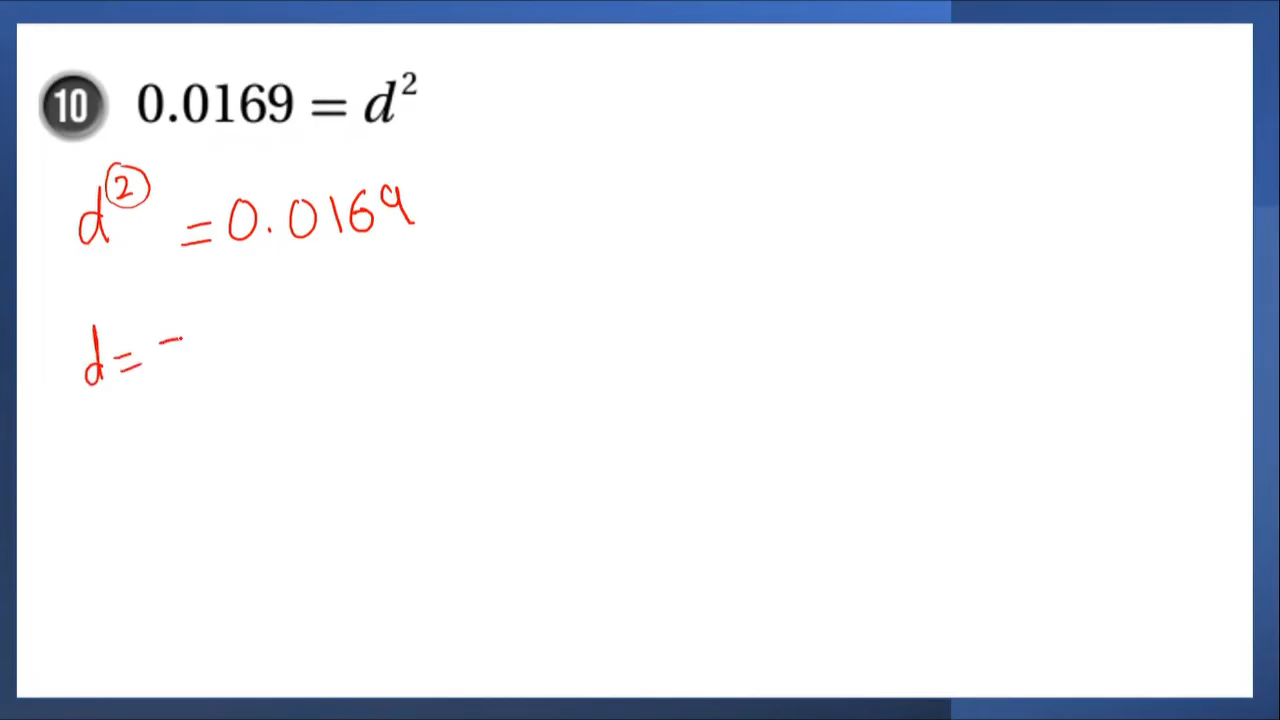 10 0.0169 = d²
d² = 0.0169
d = -